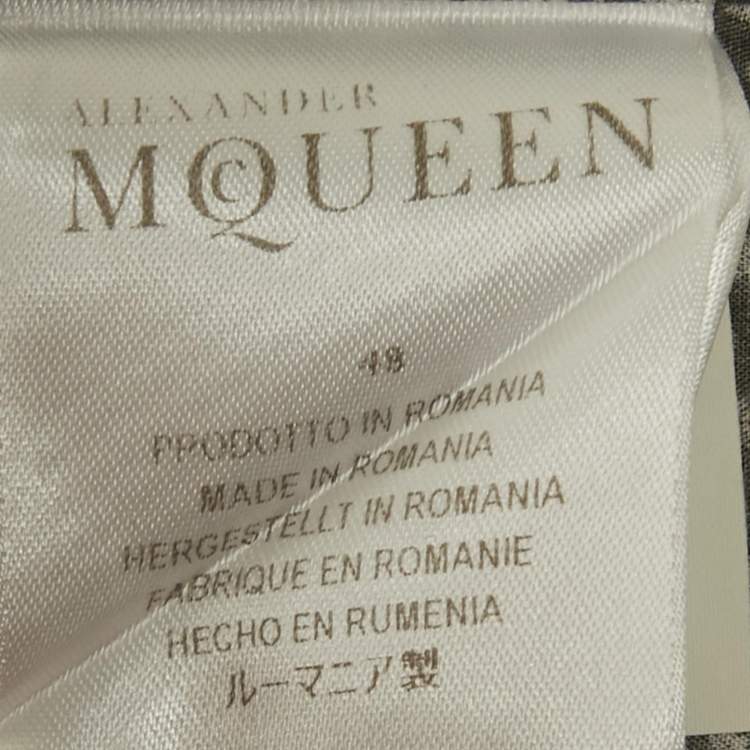 ALEXANDER
McQUEEN
48
PRODOTTO IN ROMANIA
MADE IN ROMANIA
HERGESTELLT IN ROMANIA
FABRIQUE EN ROMANIE
HECHO EN RUMENIA
ルーマニア製